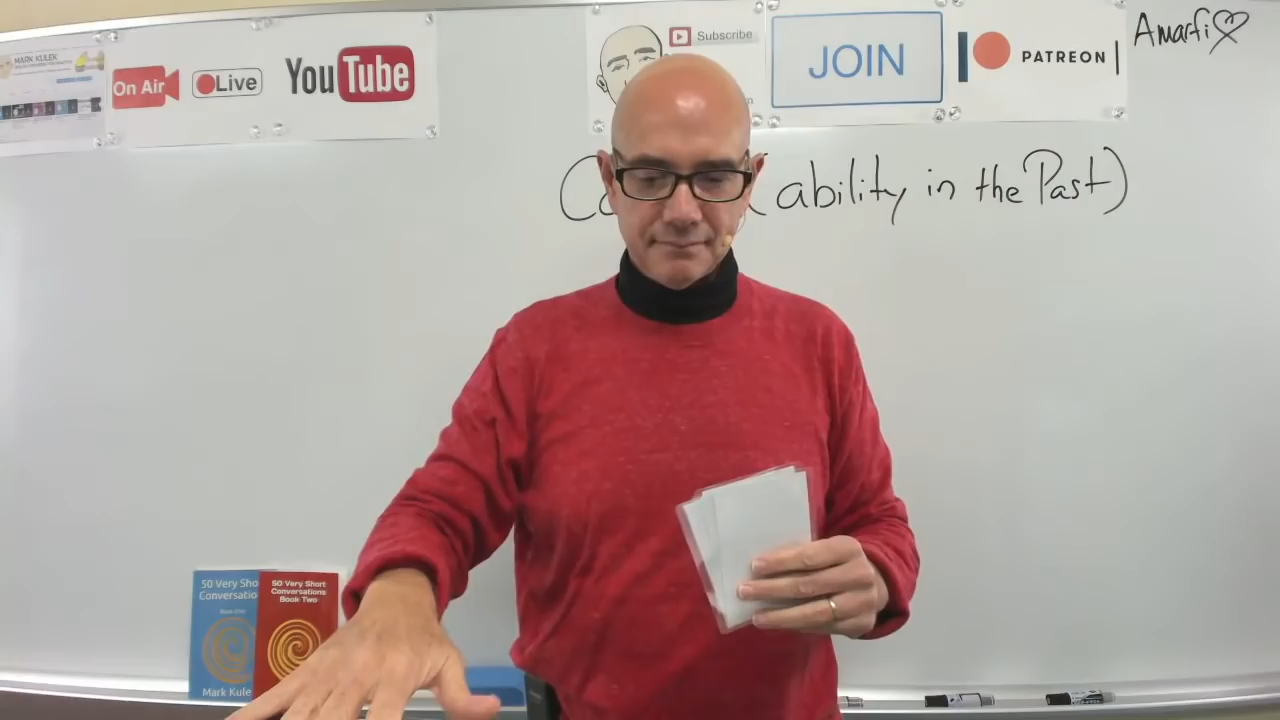 MARK KULEK
On Air
Live
YouTube
Subscribe
JOIN
PATREON
Amarfi
(ability in the Past)
50 Very Sho
Conversatio
Mark Kule
50 Very Short
Conversations
Book Two